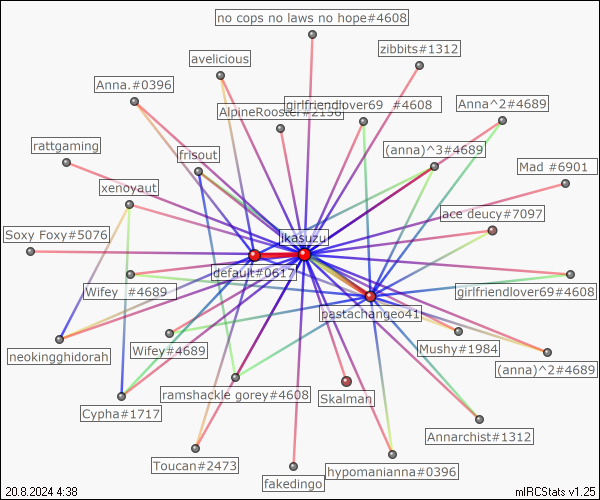 no cops no laws no hope#4608
zibbits#1312
avelicious
Anna.#0396
AlpineRooster#2158
girlfriendlover69 #4608
Anna^2#4689
rattgaming
frisout
(anna)^3#4689
Mad #6901
xenoyaut
ace deucy#7097
Soxy Foxy#5076
ikasuzu
default#0617
Wifey #4689
girlfriendlover69#4608
pastachangeo41
neokingghidorah
Wifey#4689
Mushy#1984
(anna)^2#4689
Cypha#1717
ramshackle gorey#4608
Skalman
Annarchist#1312
Toucan#2473
fakedingo
hypomanianna#0396
20.8.2024 4:38
mIRCStats v1.25